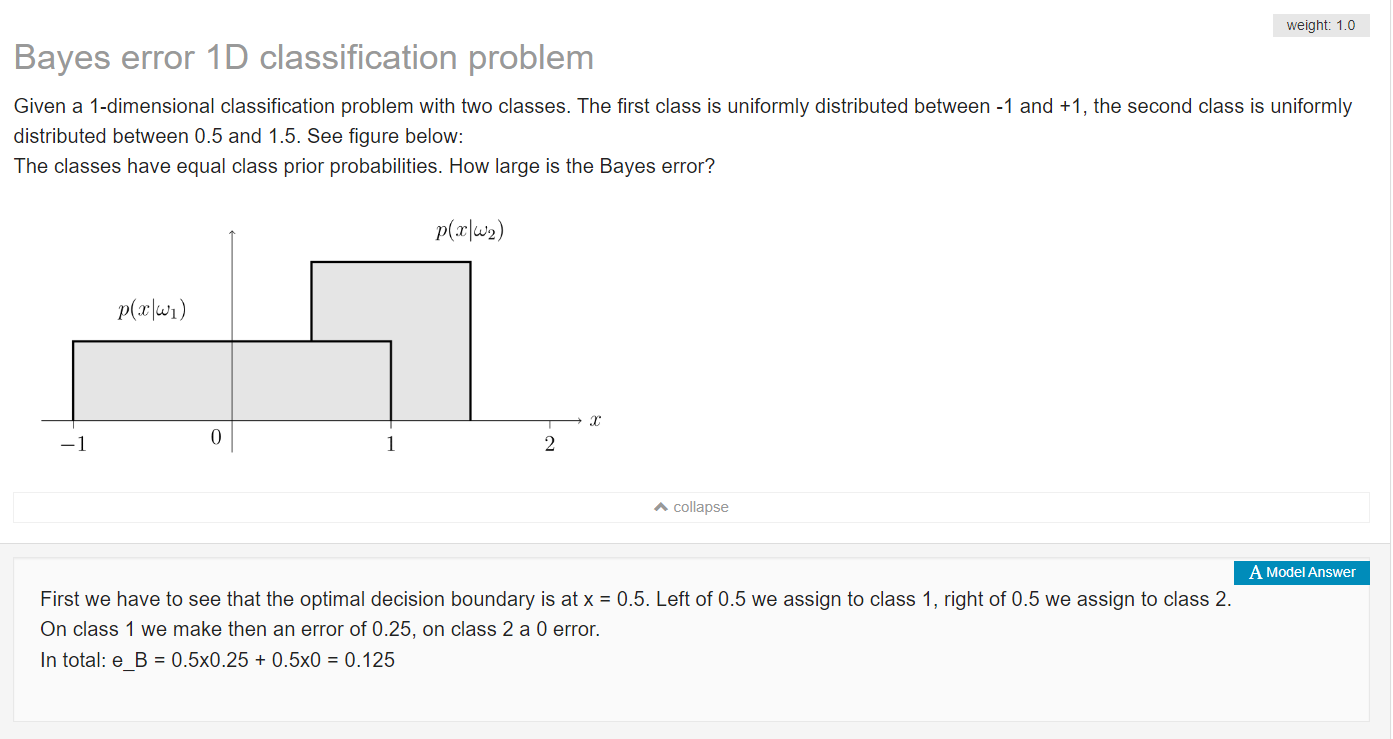 weight: 1.0
Bayes error 1D classification problem
Given a 1-dimensional classification problem with two classes. The first class is uniformly distributed between -1 and +1, the second class is uniformly
distributed between 0.5 and 1.5. See figure below:
The classes have equal class prior probabilities. How large is the Bayes error?
p(x|ω₂)
p(x|ω₁)
x
−1
0
1
2
collapse
A Model Answer
First we have to see that the optimal decision boundary is at x = 0.5. Left of 0.5 we assign to class 1, right of 0.5 we assign to class 2.
On class 1 we make then an error of 0.25, on class 2 a 0 error.
In total: e_B = 0.5x0.25 + 0.5x0 = 0.125